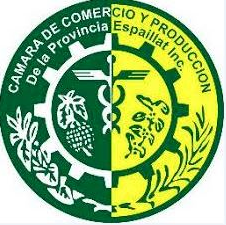 CAMARA DE COMERCIO Y PRODUCCION
De la Provincia Espaillat Inc.